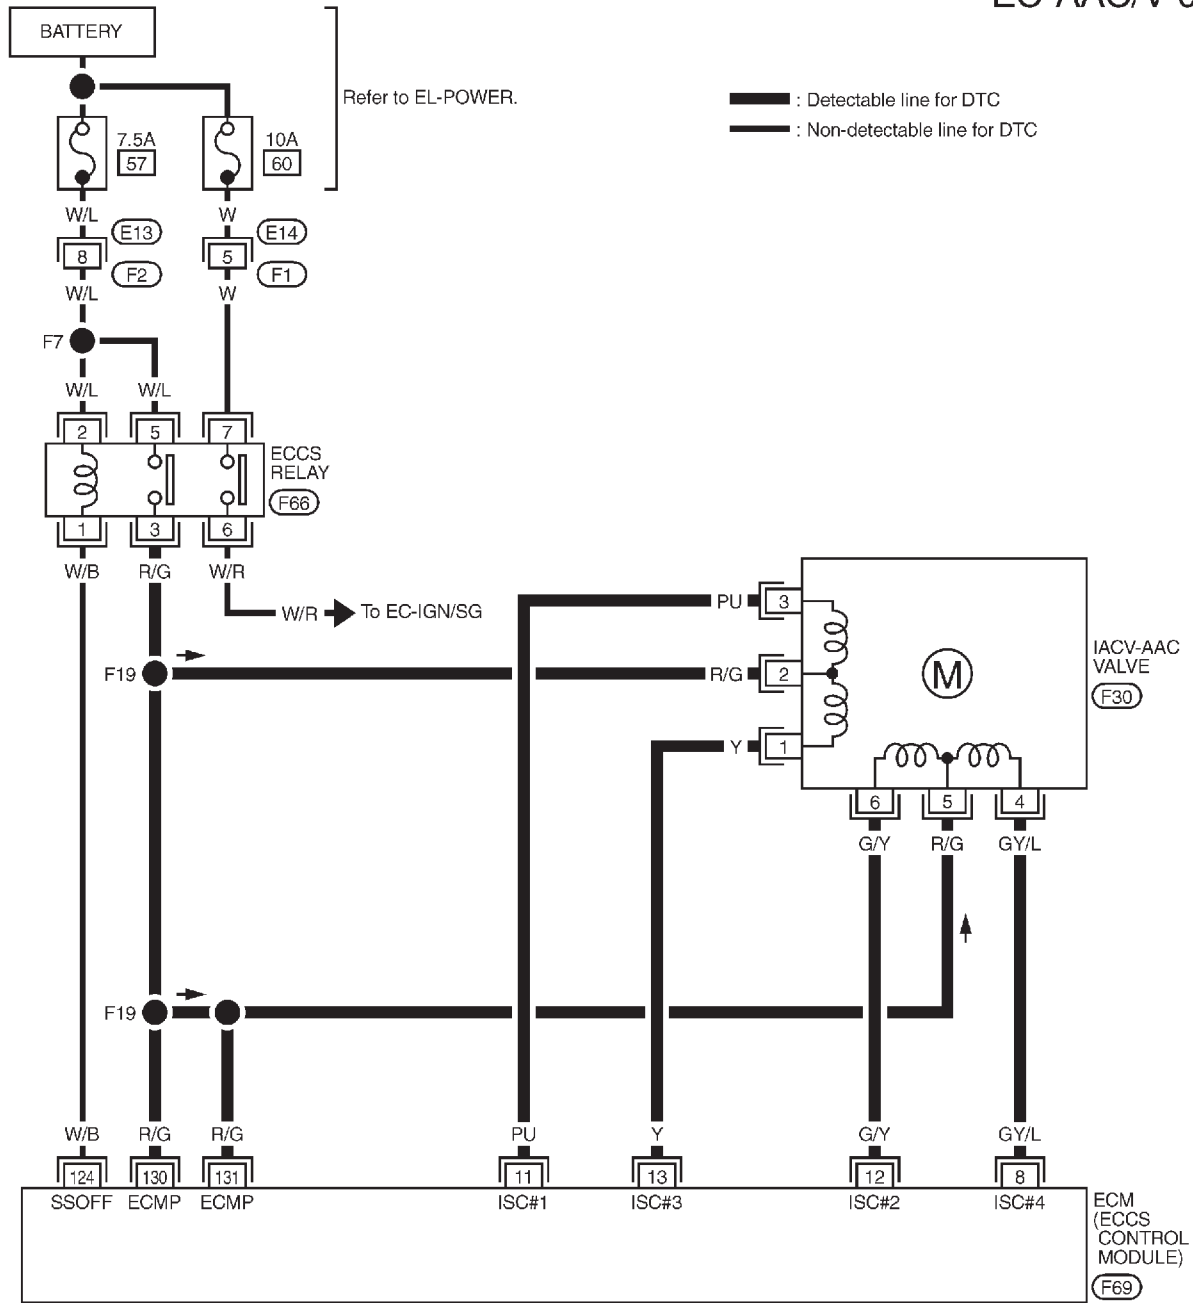 BATTERY
Refer to EL-POWER.
: Detectable line for DTC
: Non-detectable line for DTC
7.5A
57
10A
60
W/L
W
E13
E14
8
5
F2
F1
W/L
W
F7
W/L
W/L
2
5
7
ECCS
RELAY
F66
1
3
6
W/B
R/G
W/R
W/R
To EC-IGN/SG
PU
3
F19
R/G
2
M
IACV-AAC
VALVE
F30
Y
1
6
5
4
G/Y
R/G
GY/L
F19
W/B
R/G
R/G
PU
Y
G/Y
GY/L
124
130
131
11
13
12
8
SSOFF
ECMP
ECMP
ISC#1
ISC#3
ISC#2
ISC#4
ECM
(ECCS
CONTROL
MODULE)
F69